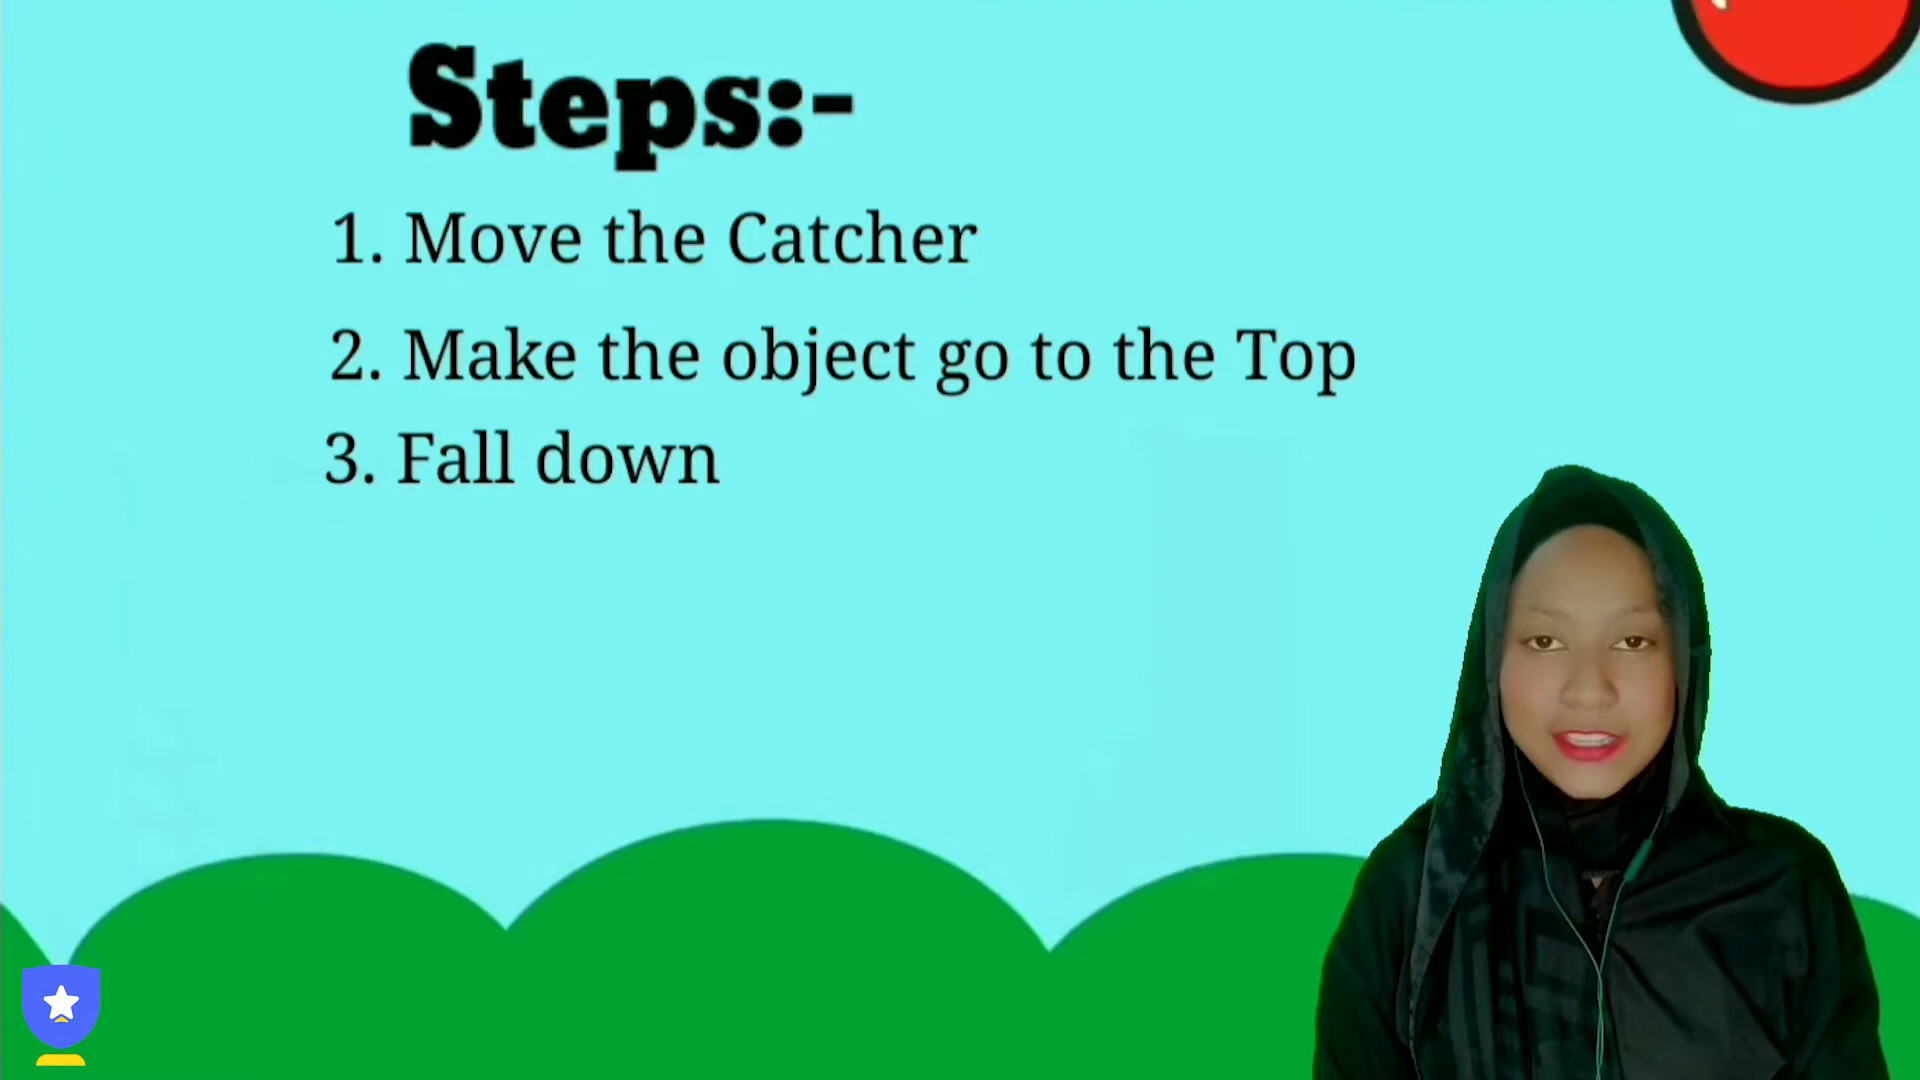 Steps:-
1. Move the Catcher
2. Make the object go to the Top
3. Fall down